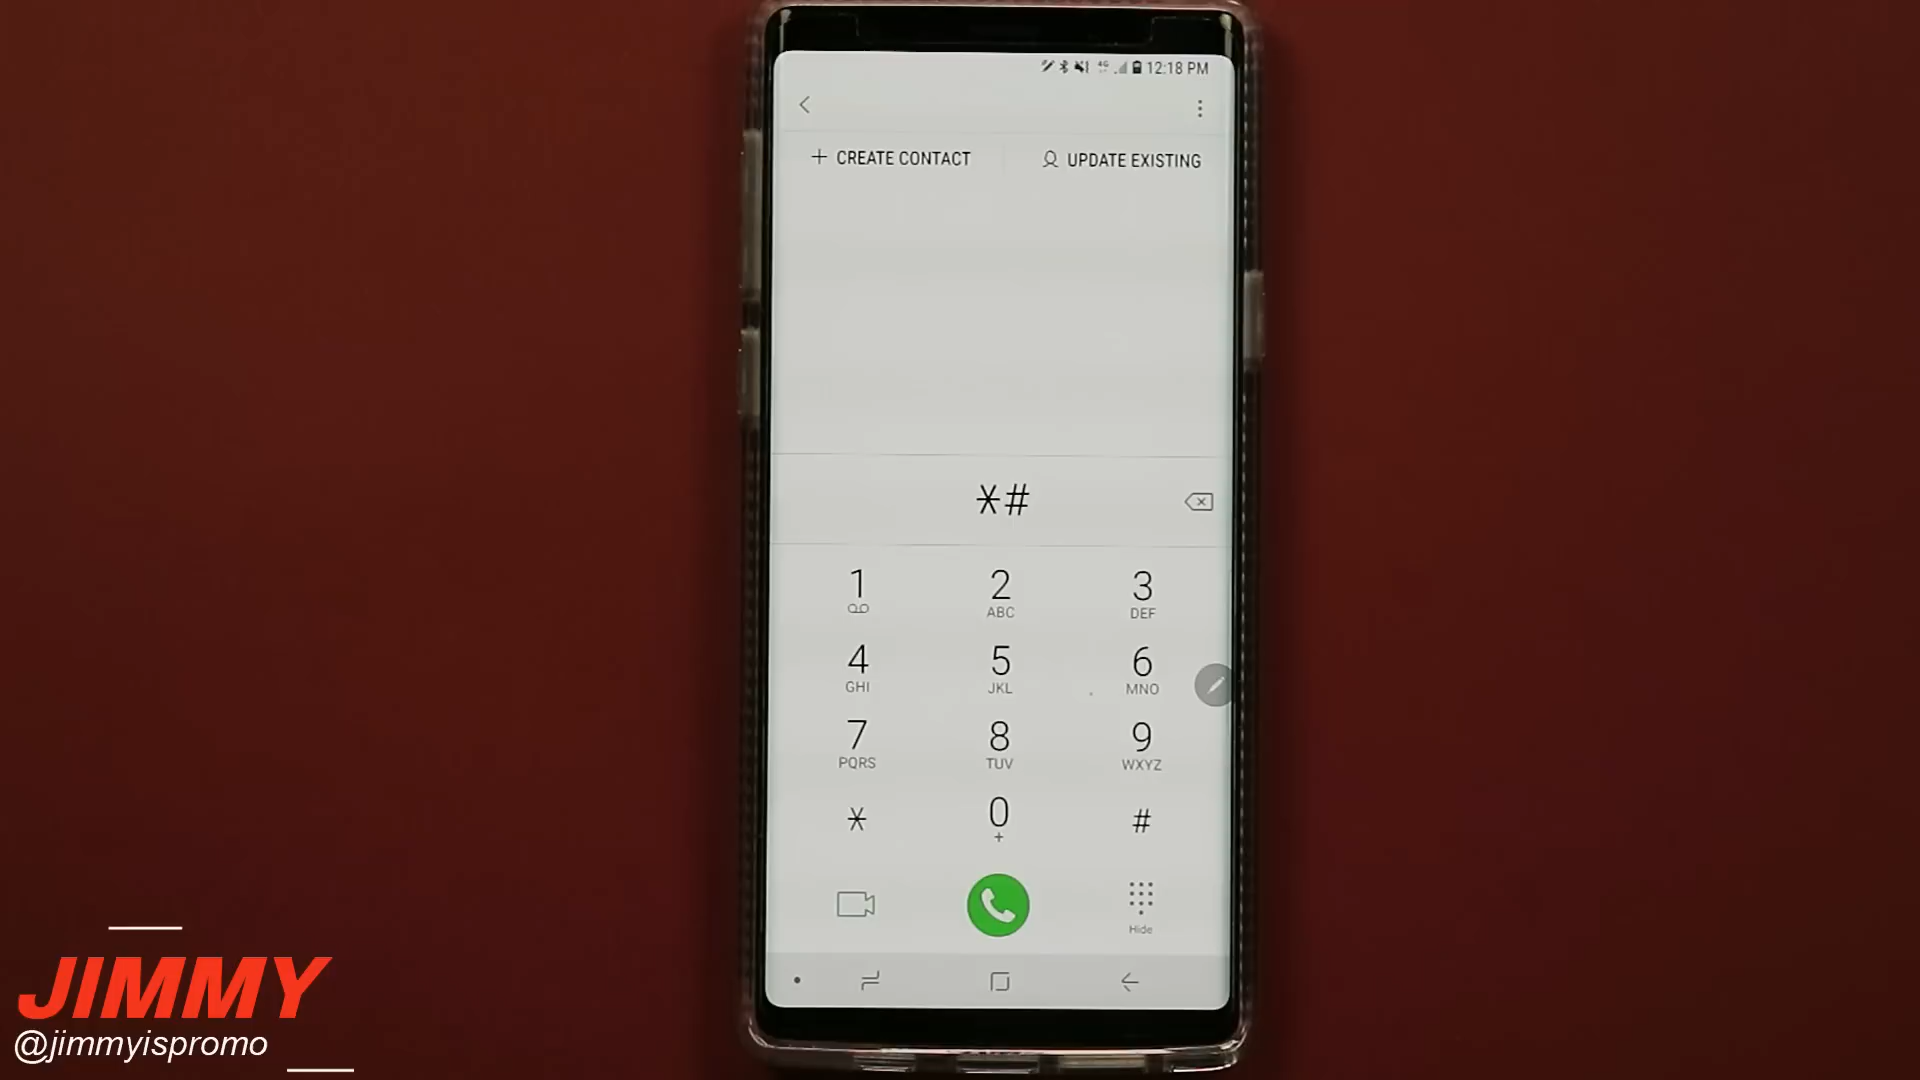 4G 12:18 PM
+ CREATE CONTACT
UPDATE EXISTING
*#
1 2 3
ABC DEF
4 5 6
GHI JKL MNO
7 8 9
PQRS TUV WXYZ
* 0 #
+
Hide
JIMMY
@jimmyispromo